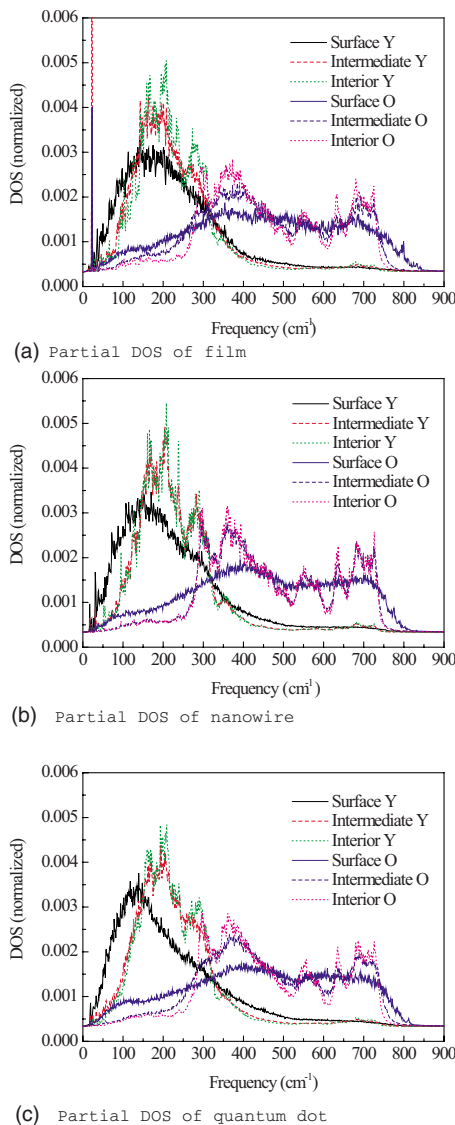 0.006
0.005
0.004
0.003
0.002
0.001
0.000
DOS (normalized)
Surface Y
Intermediate Y
Interior Y
Surface O
Intermediate O
Interior O
0 100 200 300 400 500 600 700 800 900
Frequency (cm⁻¹)
(a) Partial DOS of film
0.006
0.005
0.004
0.003
0.002
0.001
0.000
DOS (normalized)
Surface Y
Intermediate Y
Interior Y
Surface O
Intermediate O
Interior O
0 100 200 300 400 500 600 700 800 900
Frequency (cm⁻¹)
(b) Partial DOS of nanowire
0.006
0.005
0.004
0.003
0.002
0.001
0.000
DOS (normalized)
Surface Y
Intermediate Y
Interior Y
Surface O
Intermediate O
Interior O
0 100 200 300 400 500 600 700 800 900
Frequency (cm⁻¹)
(c) Partial DOS of quantum dot